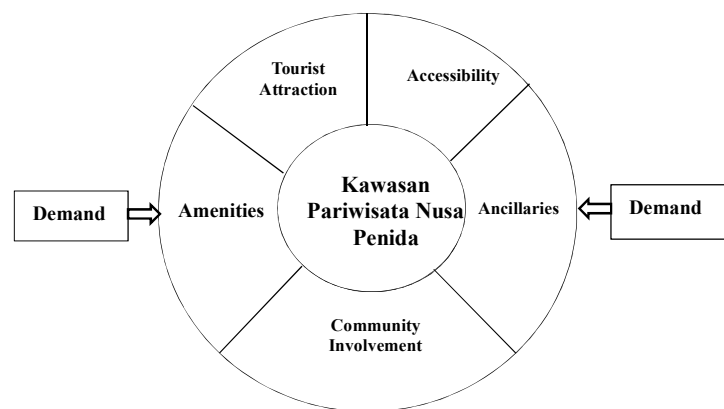 Tourist
Attraction
Accessibility
Demand
Amenities
Kawasan
Pariwisata Nusa
Penida
Ancillaries
Demand
Community
Involvement